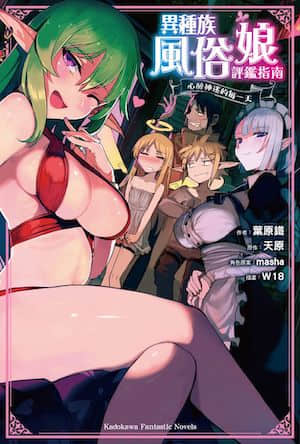 異種族
風俗娘
評鑑指南
心蕩神迷的每一天
作者:葉原鐵
原作:天原
角色原案:masha
插畫:W18
Kadokawa Fantastic Novels